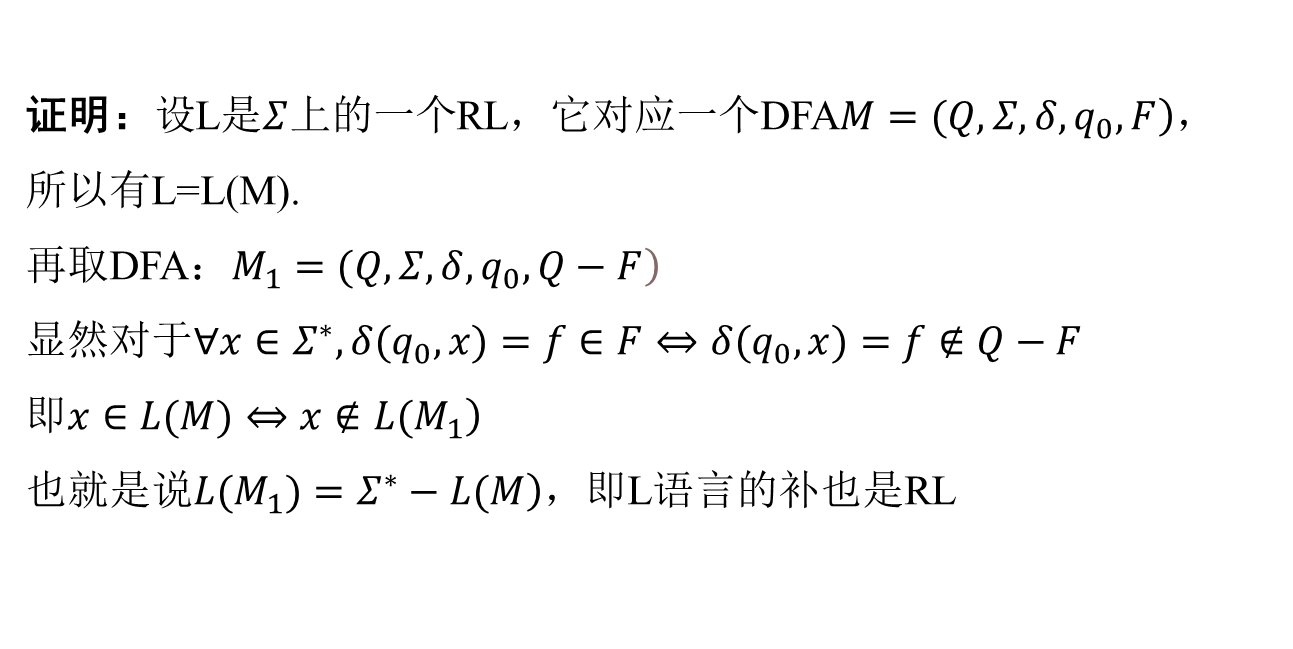 证明：设L是Σ上的一个RL，它对应一个DFAM = (Q, Σ, δ, q₀, F)，
所以有L=L(M).
再取DFA：M₁ = (Q, Σ, δ, q₀, Q − F)
显然对于∀x ∈ Σ*, δ(q₀, x) = f ∈ F ⇔ δ(q₀, x) = f ∉ Q − F
即x ∈ L(M) ⇔ x ∉ L(M₁)
也就是说L(M₁) = Σ* − L(M)，即L语言的补也是RL